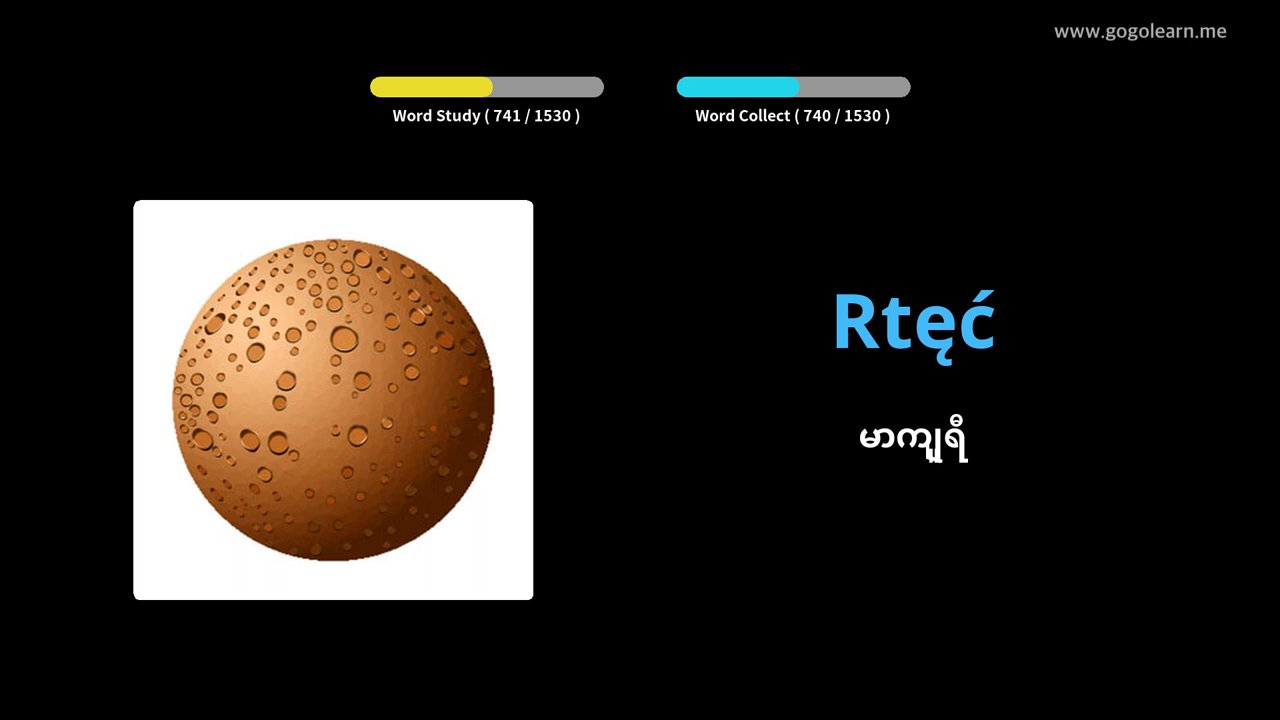 www.gogolearn.me
Word Study ( 741 / 1530 )
Word Collect ( 740 / 1530 )
Rtęć
မာကျူရီ